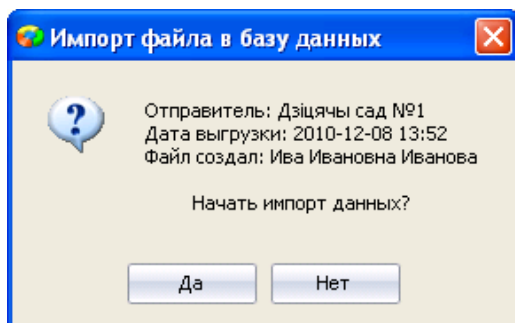 Импорт файла в базу данных
Отправитель: Дзіцячы сад №1
Дата выгрузки: 2010-12-08 13:52
Файл создал: Ива Ивановна Иванова
Начать импорт данных?
Да Нет